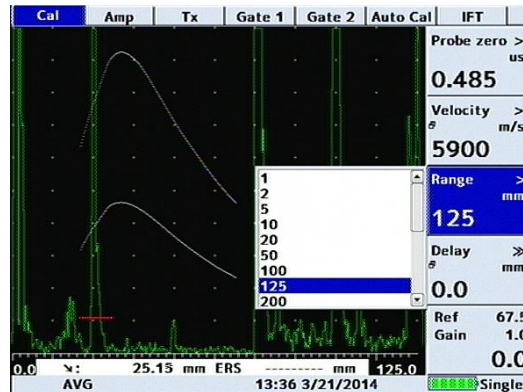 Cal Amp Tx Gate 1 Gate 2 Auto Cal IFT
Probe zero >
us
0.485
Velocity >
m/s
5900
Range >
mm
125
Delay ≫
mm
0.0
Ref 67.5
Gain 1.0
0.0
1
2
5
10
20
50
100
125
200
0.0 ↘: 25.15 mm ERS --------- mm 125.0
AVG 13:36 3/21/2014 Single